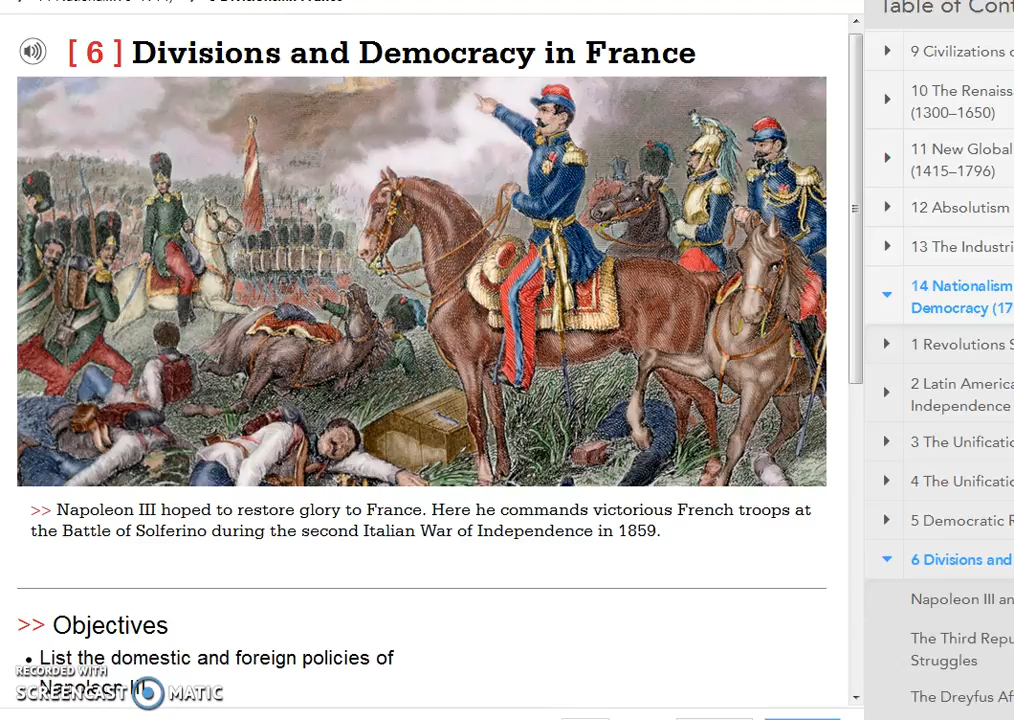 [ 6 ] Divisions and Democracy in France
>> Napoleon III hoped to restore glory to France. Here he commands victorious French troops at
the Battle of Solferino during the second Italian War of Independence in 1859.
>> Objectives
• List the domestic and foreign policies of
Napoleon III
RECORDED WITH
SCREENCAST MATIC
Table of Cont
9 Civilizations o
10 The Renaiss
(1300–1650)
11 New Global
(1415–1796)
12 Absolutism
13 The Industri
14 Nationalism
Democracy (17
1 Revolutions S
2 Latin America
Independence
3 The Unificatio
4 The Unificatio
5 Democratic R
6 Divisions and
Napoleon III an
The Third Repu
Struggles
The Dreyfus Af